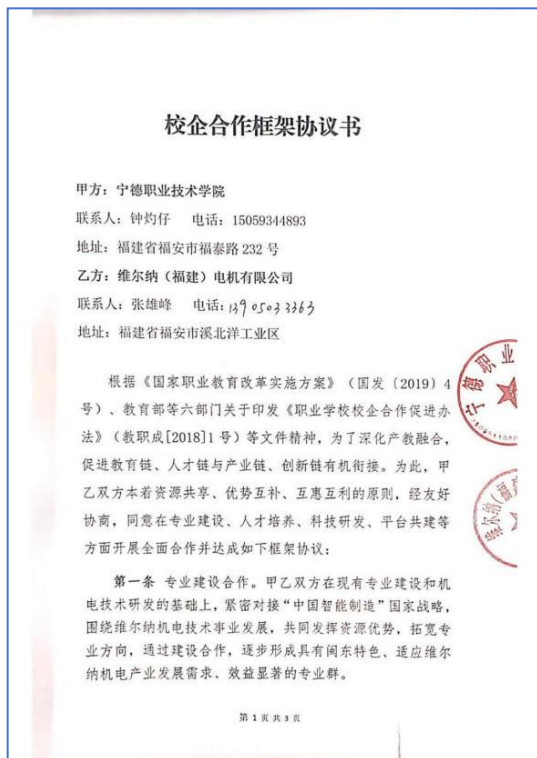 校企合作框架协议书
甲方：宁德职业技术学院
联系人：钟灼仔 电话：15059344893
地址：福建省福安市福泰路 232 号
乙方：维尔纳（福建）电机有限公司
联系人：张雄峰 电话：13905033363
地址：福建省福安市溪北洋工业区
根据《国家职业教育改革实施方案》（国发〔2019〕4
号）、教育部等六部门关于印发《职业学校校企合作促进办
法》（教职成[2018]1 号）等文件精神，为了深化产教融合，
促进教育链、人才链与产业链、创新链有机衔接。为此，甲
乙双方本着资源共享、优势互补、互惠互利的原则，经友好
协商，同意在专业建设、人才培养、科技研发、平台共建等
方面开展全面合作并达成如下框架协议：
第一条 专业建设合作。甲乙双方在现有专业建设和机
电技术研发的基础上，紧密对接“中国智能制造”国家战略，
围绕维尔纳机电技术事业发展，共同发挥资源优势，拓宽专
业方向，通过建设合作，逐步形成具有闽东特色、适应维尔
纳机电产业发展需求、效益显著的专业群。
宁德职业
维尔纳（福建
第 1 页 共 3 页